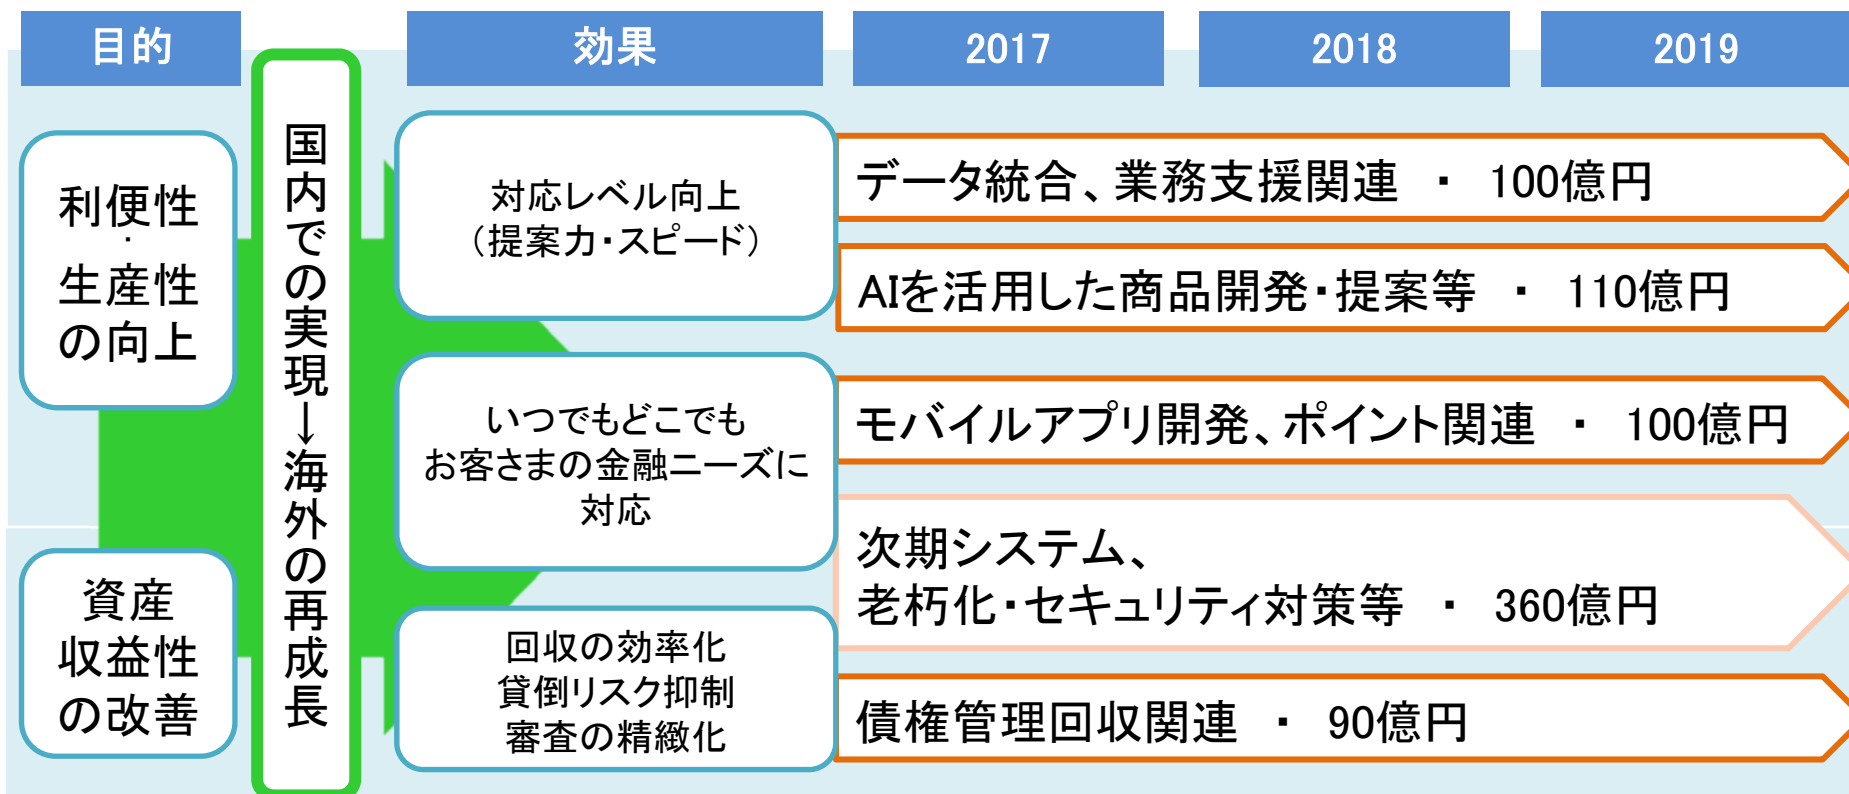 目的
効果
2017
2018
2019
利便性
・
生産性
の向上
資産
収益性
の改善
国内での実現→海外の再成長
対応レベル向上
（提案力・スピード）
いつでもどこでも
お客さまの金融ニーズに
対応
回収の効率化
貸倒リスク抑制
審査の精緻化
データ統合、業務支援関連 ・ 100億円
AIを活用した商品開発・提案等 ・ 110億円
モバイルアプリ開発、ポイント関連 ・ 100億円
次期システム、
老朽化・セキュリティ対策等 ・ 360億円
債権管理回収関連 ・ 90億円